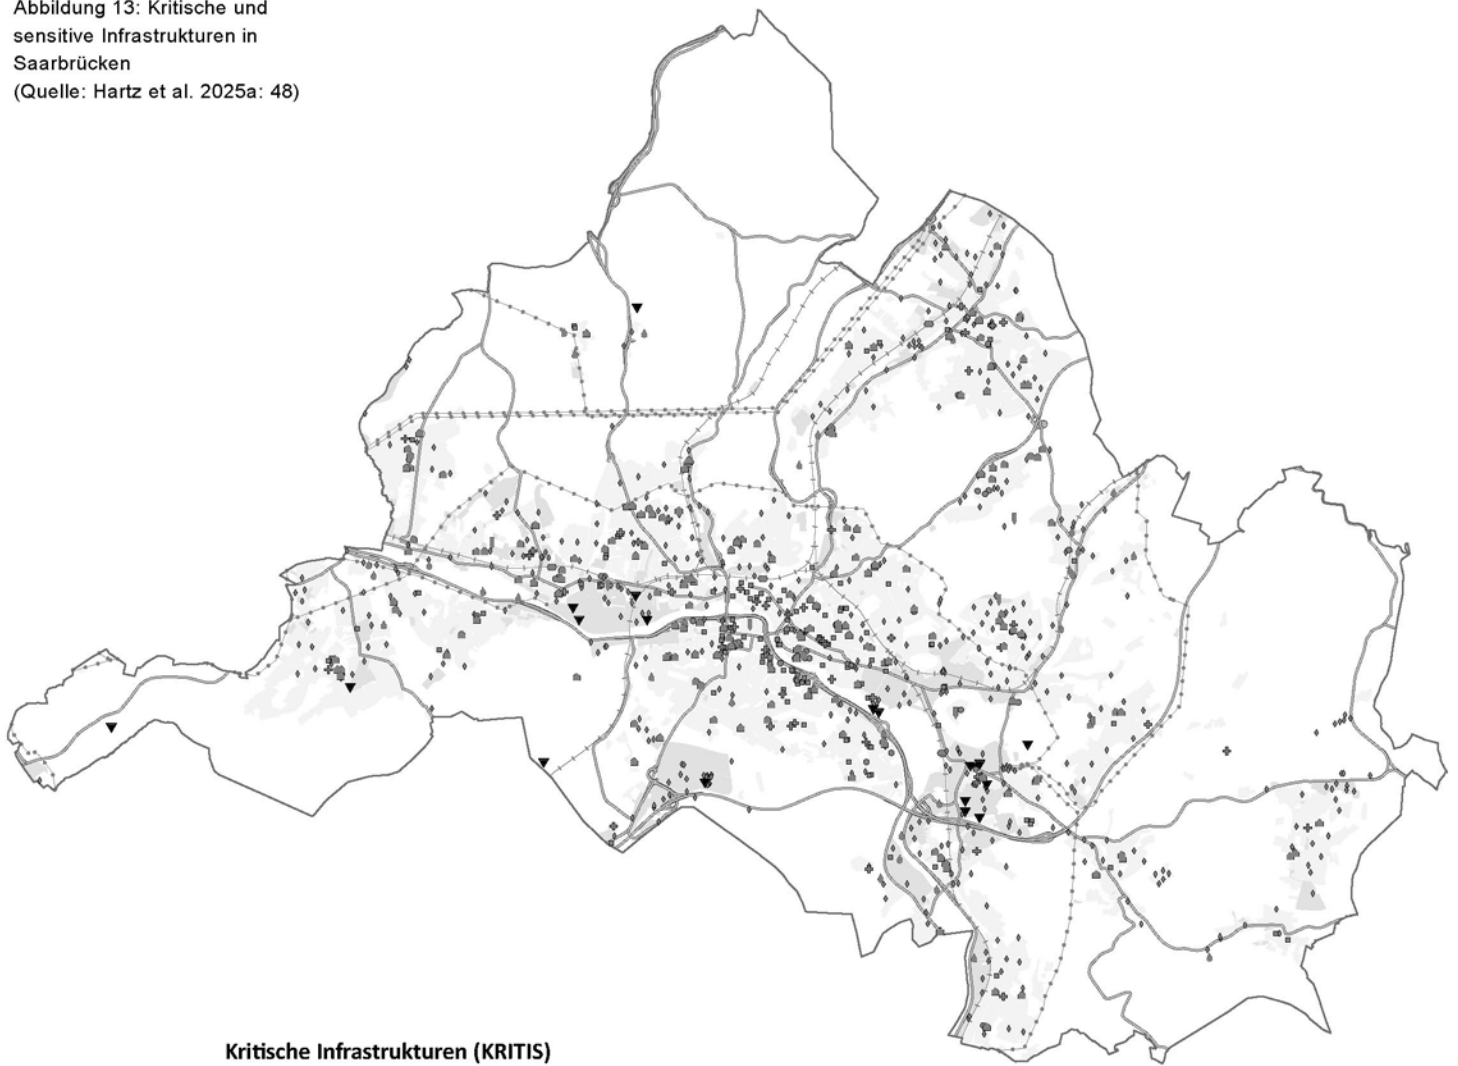 Abbildung 13: Kritische und
sensitive Infrastrukturen in
Saarbrücken
(Quelle: Hartz et al. 2025a: 48)
Kritische Infrastrukturen (KRITIS)